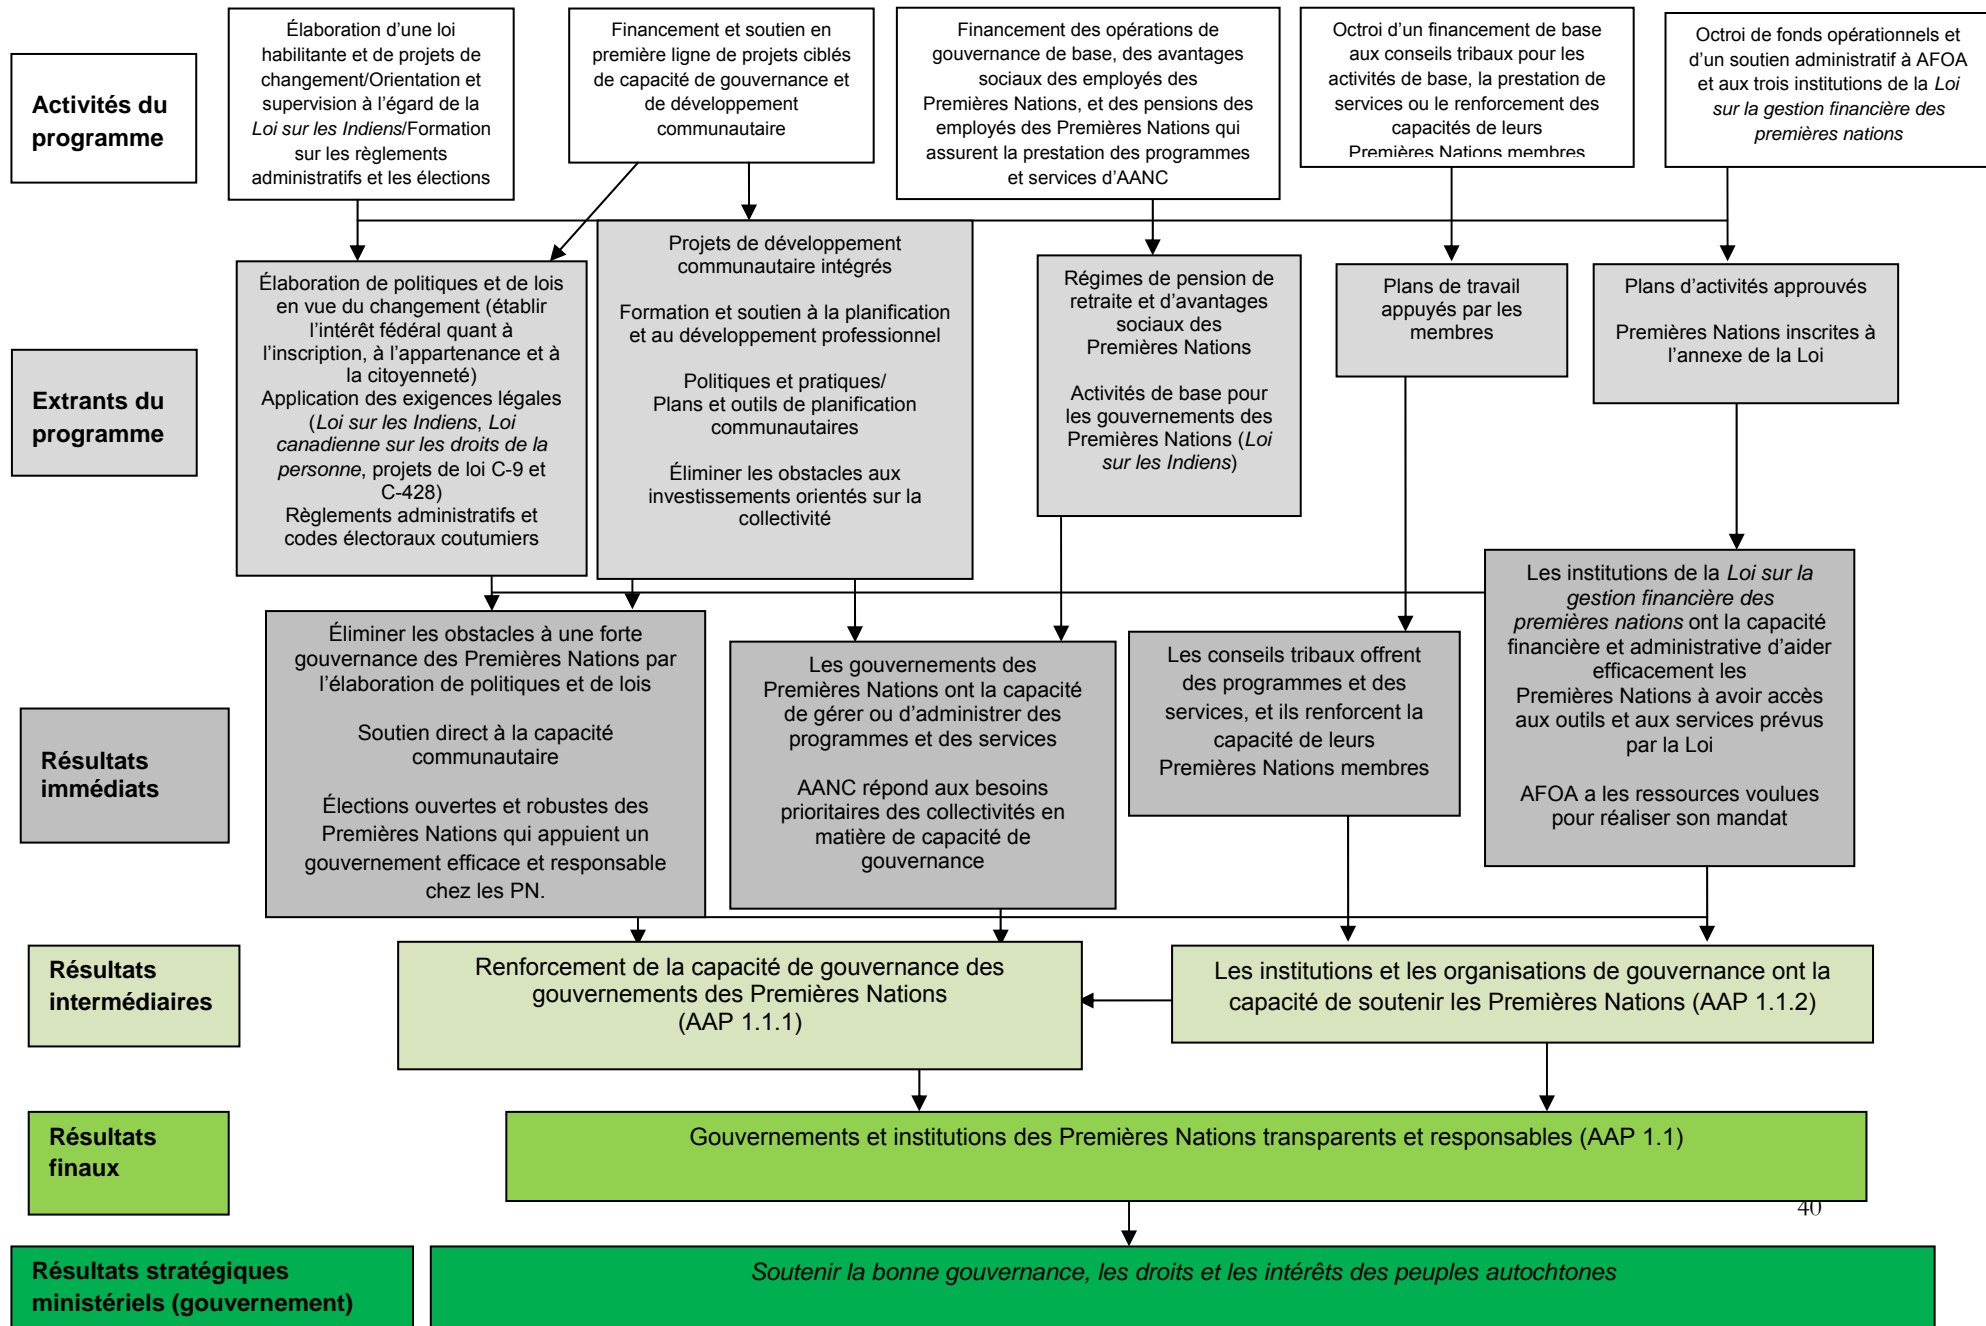 Activités du
programme
Élaboration d'une loi
habilitante et de projets de
changement/Orientation et
supervision à l'égard de la
Loi sur les Indiens/Formation
sur les règlements
administratifs et les élections
Financement et soutien en
première ligne de projets ciblés
de capacité de gouvernance et
de développement
communautaire
Financement des opérations de
gouvernance de base, des avantages
sociaux des employés des
Premières Nations, et des pensions des
employés des Premières Nations qui
assurent la prestation des programmes
et services d'AANC
Octroi d'un financement de base
aux conseils tribaux pour les
activités de base, la prestation de
services ou le renforcement des
capacités de leurs
Premières Nations membres
Octroi de fonds opérationnels et
d'un soutien administratif à AFOA
et aux trois institutions de la Loi
sur la gestion financière des
premières nations
Extrants du
programme
Élaboration de politiques et de lois
en vue du changement (établir
l'intérêt fédéral quant à
l'inscription, à l'appartenance et à
la citoyenneté)
Application des exigences légales
(Loi sur les Indiens, Loi
canadienne sur les droits de la
personne, projets de loi C-9 et
C-428)
Règlements administratifs et
codes électoraux coutumiers
Projets de développement
communautaire intégrés
Formation et soutien à la planification
et au développement professionnel
Politiques et pratiques/
Plans et outils de planification
communautaires
Éliminer les obstacles aux
investissements orientés sur la
collectivité
Régimes de pension de
retraite et d'avantages
sociaux des
Premières Nations
Activités de base pour
les gouvernements des
Premières Nations (Loi
sur les Indiens)
Plans de travail
appuyés par les
membres
Plans d'activités approuvés
Premières Nations inscrites à
l'annexe de la Loi
Résultats
immédiats
Éliminer les obstacles à une forte
gouvernance des Premières Nations par
l'élaboration de politiques et de lois
Soutien direct à la capacité
communautaire
Élections ouvertes et robustes des
Premières Nations qui appuient un
gouvernement efficace et responsable
chez les PN.
Les gouvernements des
Premières Nations ont la capacité
de gérer ou d'administrer des
programmes et des services
AANC répond aux besoins
prioritaires des collectivités en
matière de capacité de
gouvernance
Les conseils tribaux offrent
des programmes et des
services, et ils renforcent la
capacité de leurs
Premières Nations membres
Les institutions de la Loi sur la
gestion financière des
premières nations ont la capacité
financière et administrative d'aider
efficacement les
Premières Nations à avoir accès
aux outils et aux services prévus
par la Loi
AFOA a les ressources voulues
pour réaliser son mandat
Résultats
intermédiaires
Renforcement de la capacité de gouvernance des
gouvernements des Premières Nations
(AAP 1.1.1)
Les institutions et les organisations de gouvernance ont la
capacité de soutenir les Premières Nations (AAP 1.1.2)
Résultats
finaux
Gouvernements et institutions des Premières Nations transparents et responsables (AAP 1.1)
40
Résultats stratégiques
ministériels (gouvernement)
Soutenir la bonne gouvernance, les droits et les intérêts des peuples autochtones